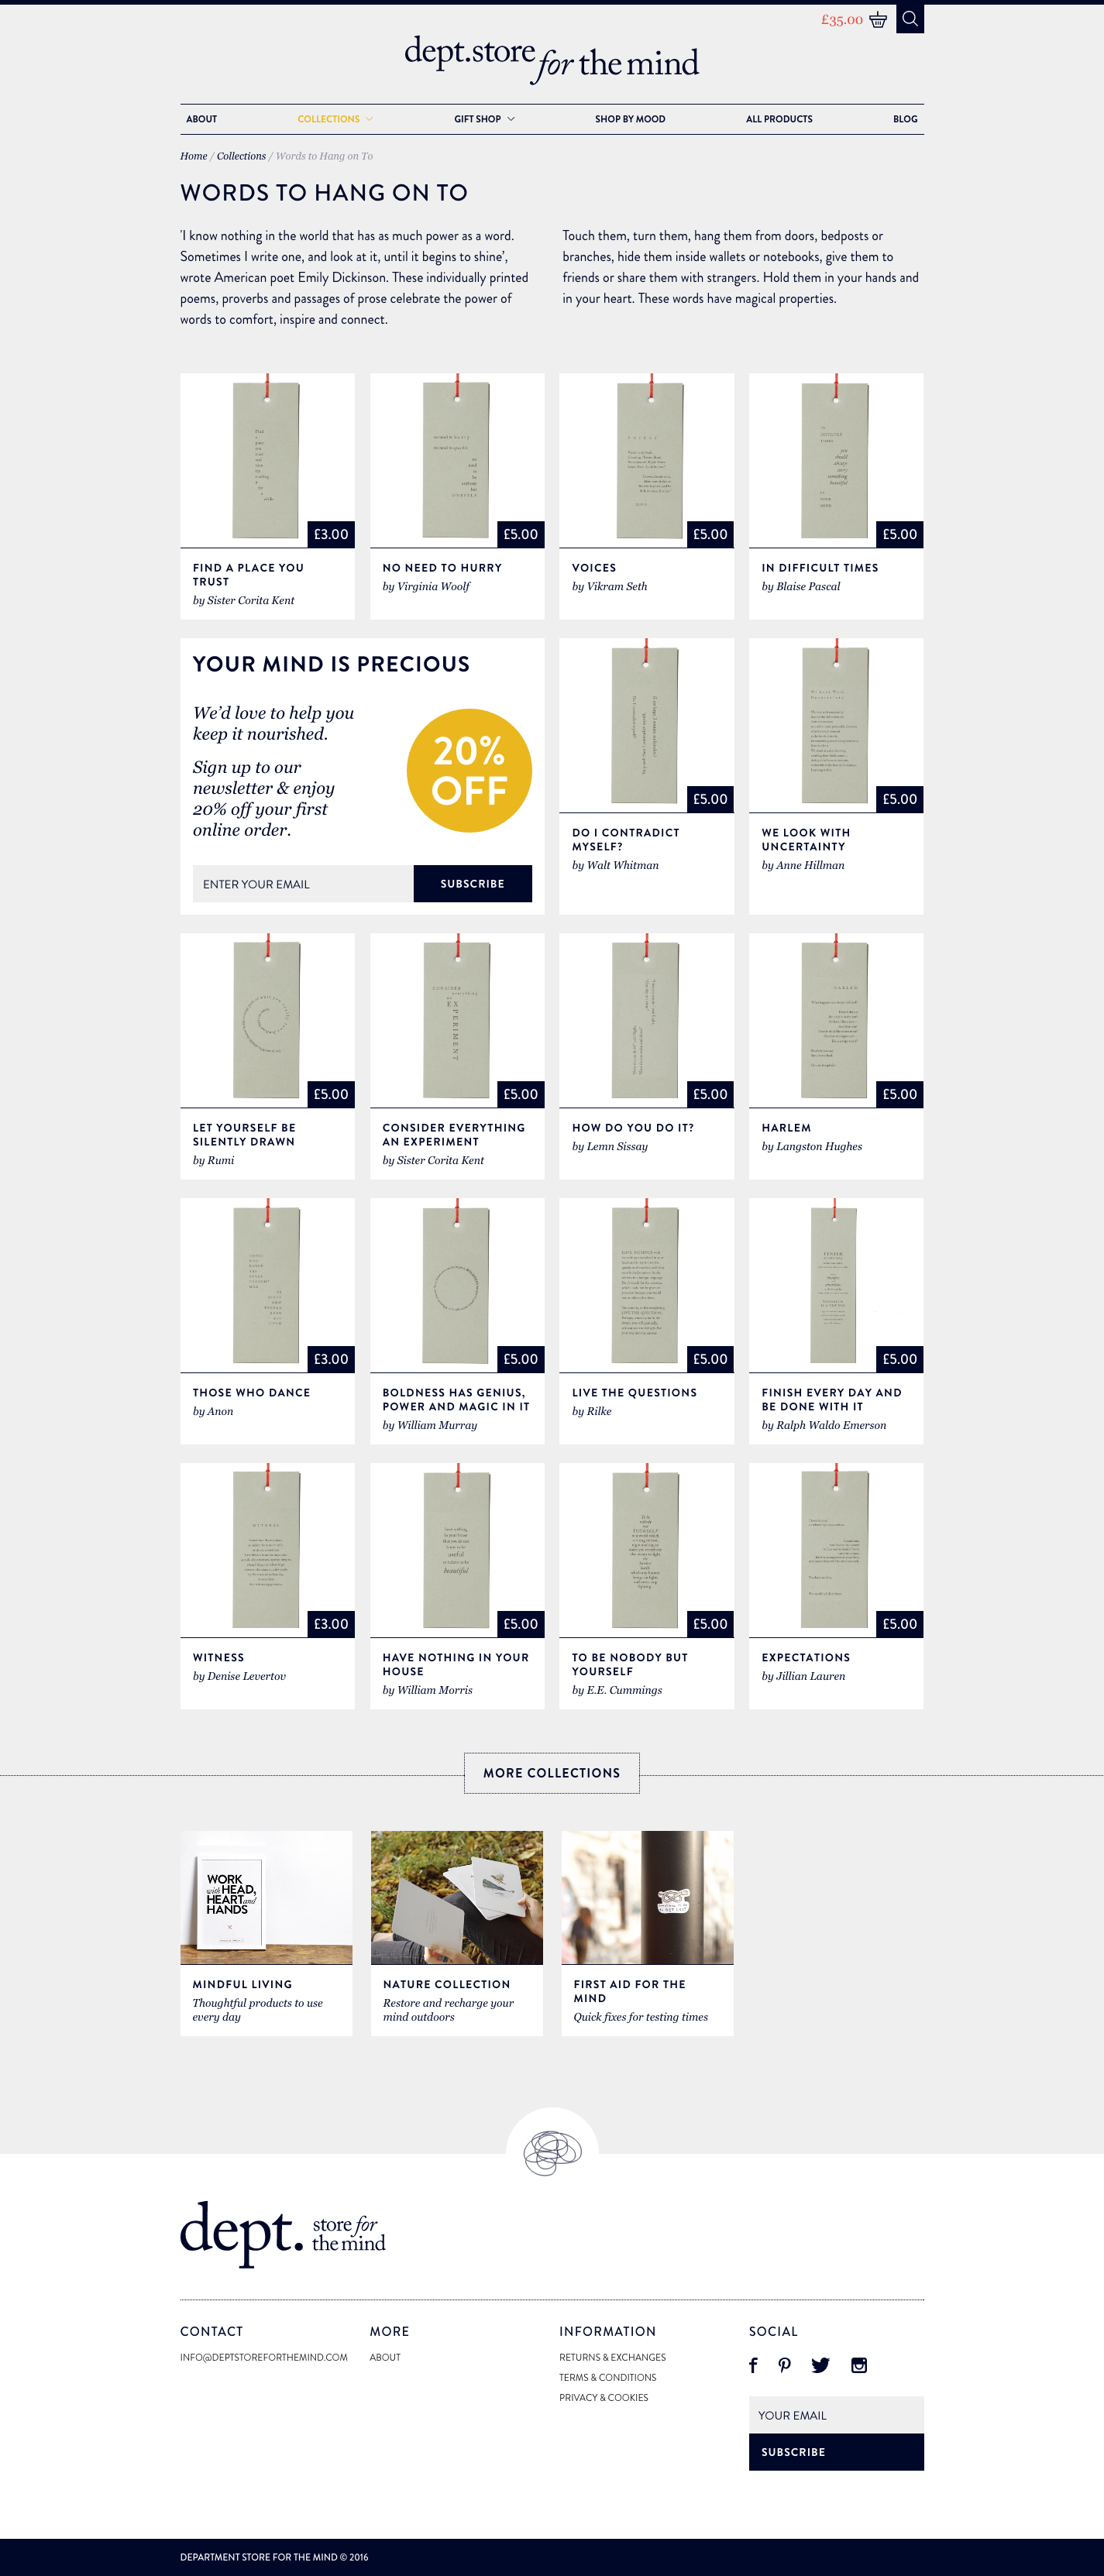 £35.00
dept.store for the mind
ABOUT
COLLECTIONS
GIFT SHOP
SHOP BY MOOD
ALL PRODUCTS
BLOG
Home / Collections / Words to Hang on To
WORDS TO HANG ON TO
'I know nothing in the world that has as much power as a word.
Sometimes I write one, and look at it, until it begins to shine’,
wrote American poet Emily Dickinson. These individually printed
poems, proverbs and passages of prose celebrate the power of
words to comfort, inspire and connect.
Touch them, turn them, hang them from doors, bedposts or
branches, hide them inside wallets or notebooks, give them to
friends or share them with strangers. Hold them in your hands and
in your heart. These words have magical properties.
£3.00
FIND A PLACE YOU
TRUST
by Sister Corita Kent
£5.00
NO NEED TO HURRY
by Virginia Woolf
£5.00
VOICES
by Vikram Seth
£5.00
IN DIFFICULT TIMES
by Blaise Pascal
YOUR MIND IS PRECIOUS
We’d love to help you
keep it nourished.
Sign up to our
newsletter & enjoy
20% off your first
online order.
20%
OFF
ENTER YOUR EMAIL
SUBSCRIBE
£5.00
DO I CONTRADICT
MYSELF?
by Walt Whitman
£5.00
WE LOOK WITH
UNCERTAINTY
by Anne Hillman
£5.00
LET YOURSELF BE
SILENTLY DRAWN
by Rumi
CONSIDER
everything
an
EXPERIMENT
£5.00
CONSIDER EVERYTHING
AN EXPERIMENT
by Sister Corita Kent
£5.00
HOW DO YOU DO IT?
by Lemn Sissay
HARLEM
£5.00
HARLEM
by Langston Hughes
£3.00
THOSE WHO DANCE
by Anon
£5.00
BOLDNESS HAS GENIUS,
POWER AND MAGIC IN IT
by William Murray
£5.00
LIVE THE QUESTIONS
by Rilke
£5.00
FINISH EVERY DAY AND
BE DONE WITH IT
by Ralph Waldo Emerson
£3.00
WITNESS
by Denise Levertov
useful
beautiful
£5.00
HAVE NOTHING IN YOUR
HOUSE
by William Morris
£5.00
TO BE NOBODY BUT
YOURSELF
by E.E. Cummings
£5.00
EXPECTATIONS
by Jillian Lauren
MORE COLLECTIONS
WORK
with HEAD,
HEART and
HANDS
MINDFUL LIVING
Thoughtful products to use
every day
NATURE COLLECTION
Restore and recharge your
mind outdoors
FIRST AID FOR THE
MIND
Quick fixes for testing times
dept. store for
the mind
CONTACT
INFO@DEPTSTOREFORTHEMIND.COM
MORE
ABOUT
INFORMATION
RETURNS & EXCHANGES
TERMS & CONDITIONS
PRIVACY & COOKIES
SOCIAL
YOUR EMAIL
SUBSCRIBE
DEPARTMENT STORE FOR THE MIND © 2016